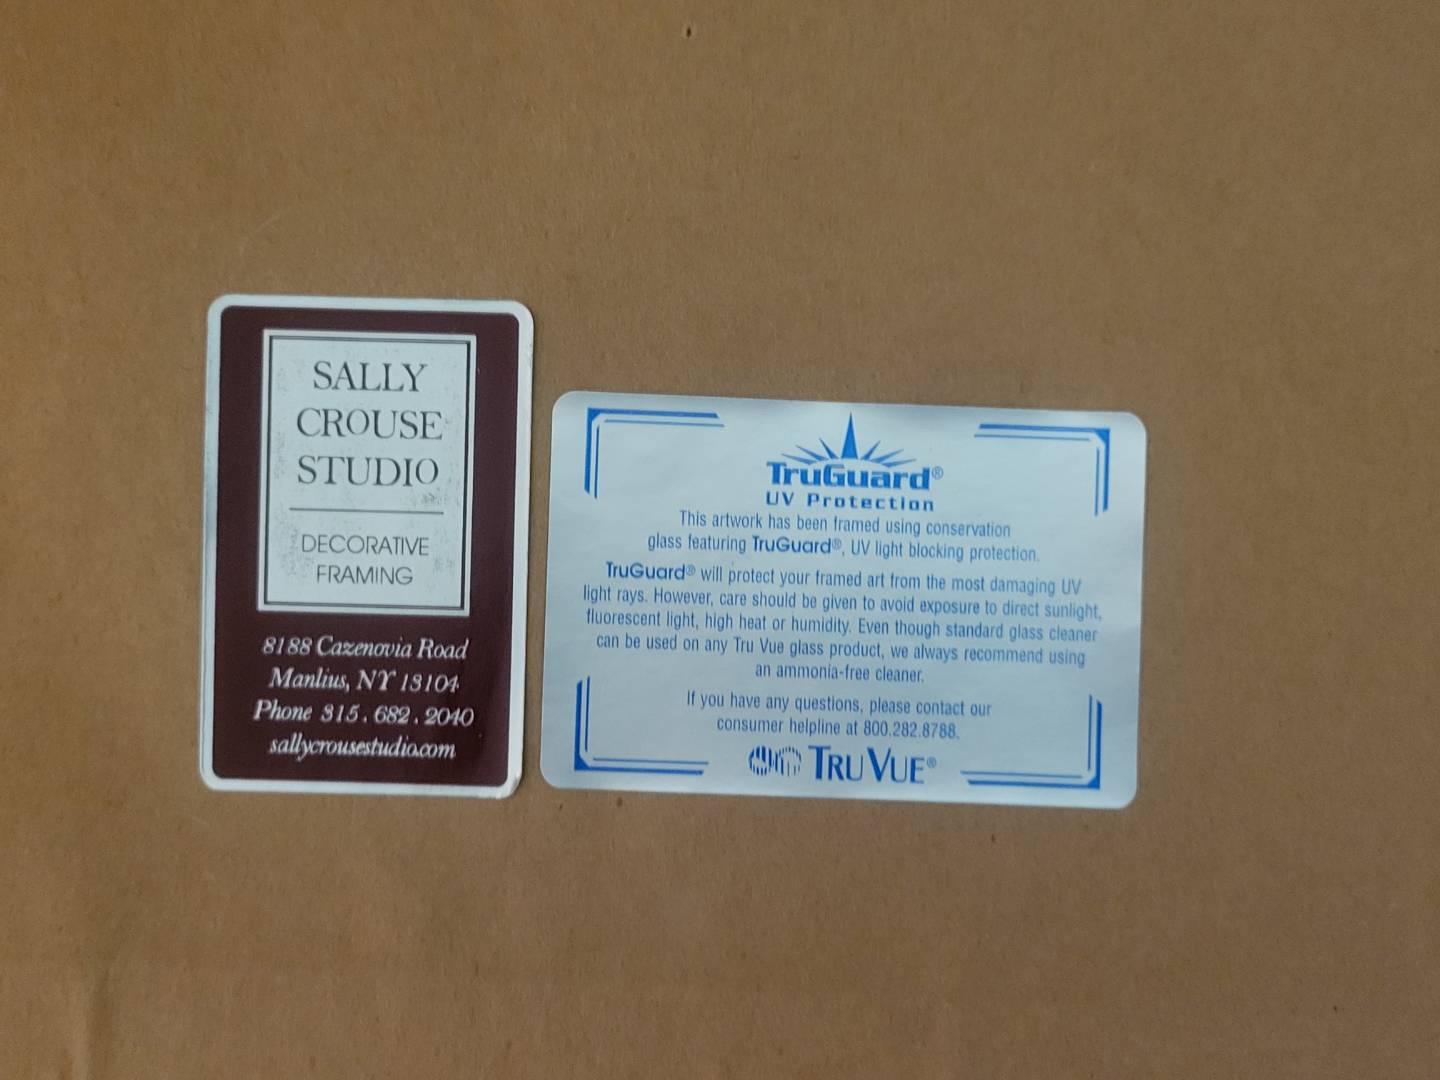 SALLY
CROUSE
STUDIO
DECORATIVE
FRAMING
8188 Cazenovia Road
Manlius, NY 13104
Phone 315.682.2040
sallycrousestudio.com
TruGuard®
UV Protection
This artwork has been framed using conservation
glass featuring TruGuard®, UV light blocking protection.
TruGuard® will protect your framed art from the most damaging UV
light rays. However, care should be given to avoid exposure to direct sunlight,
fluorescent light, high heat or humidity. Even though standard glass cleaner
can be used on any Tru Vue glass product, we always recommend using
an ammonia-free cleaner.
If you have any questions, please contact our
consumer helpline at 800.282.8788.
TRU VUE®